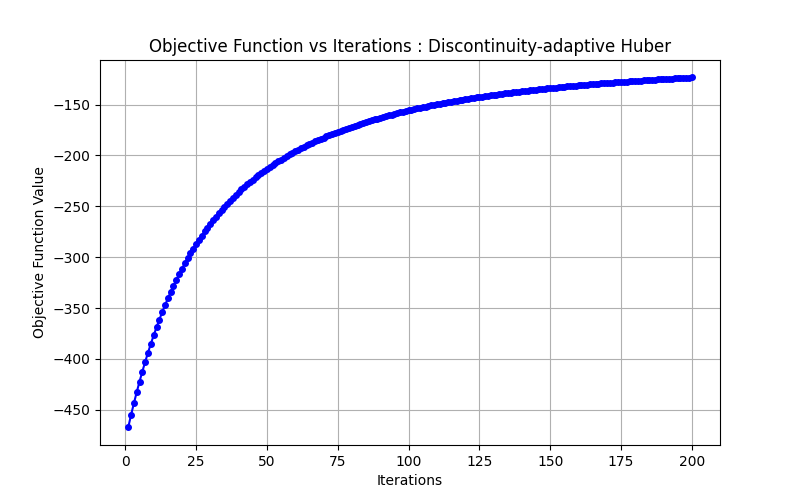 Objective Function vs Iterations : Discontinuity-adaptive Huber
Objective Function Value
−150
−200
−250
−300
−350
−400
−450
0 25 50 75 100 125 150 175 200
Iterations